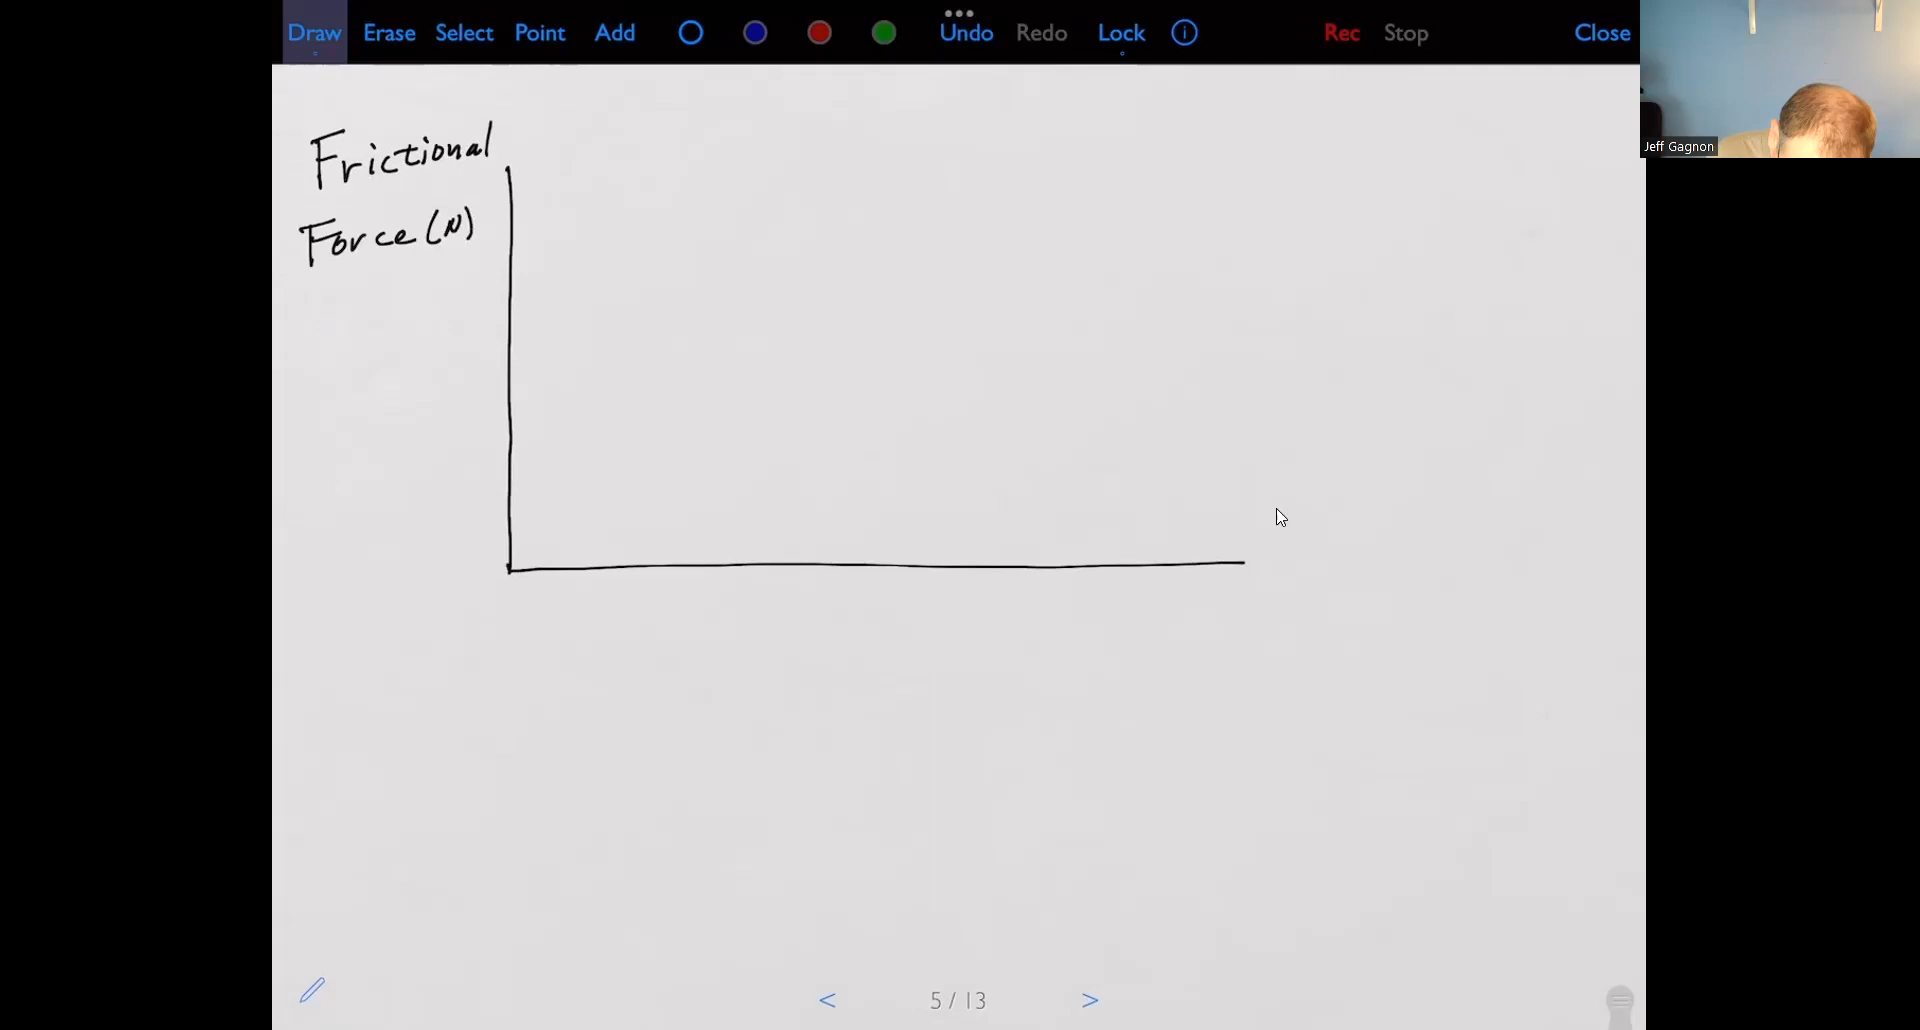 Draw Erase Select Point Add Undo Redo Lock Rec Stop Close
Jeff Gagnon
Frictional
Force (N)
< 5 / 13 >